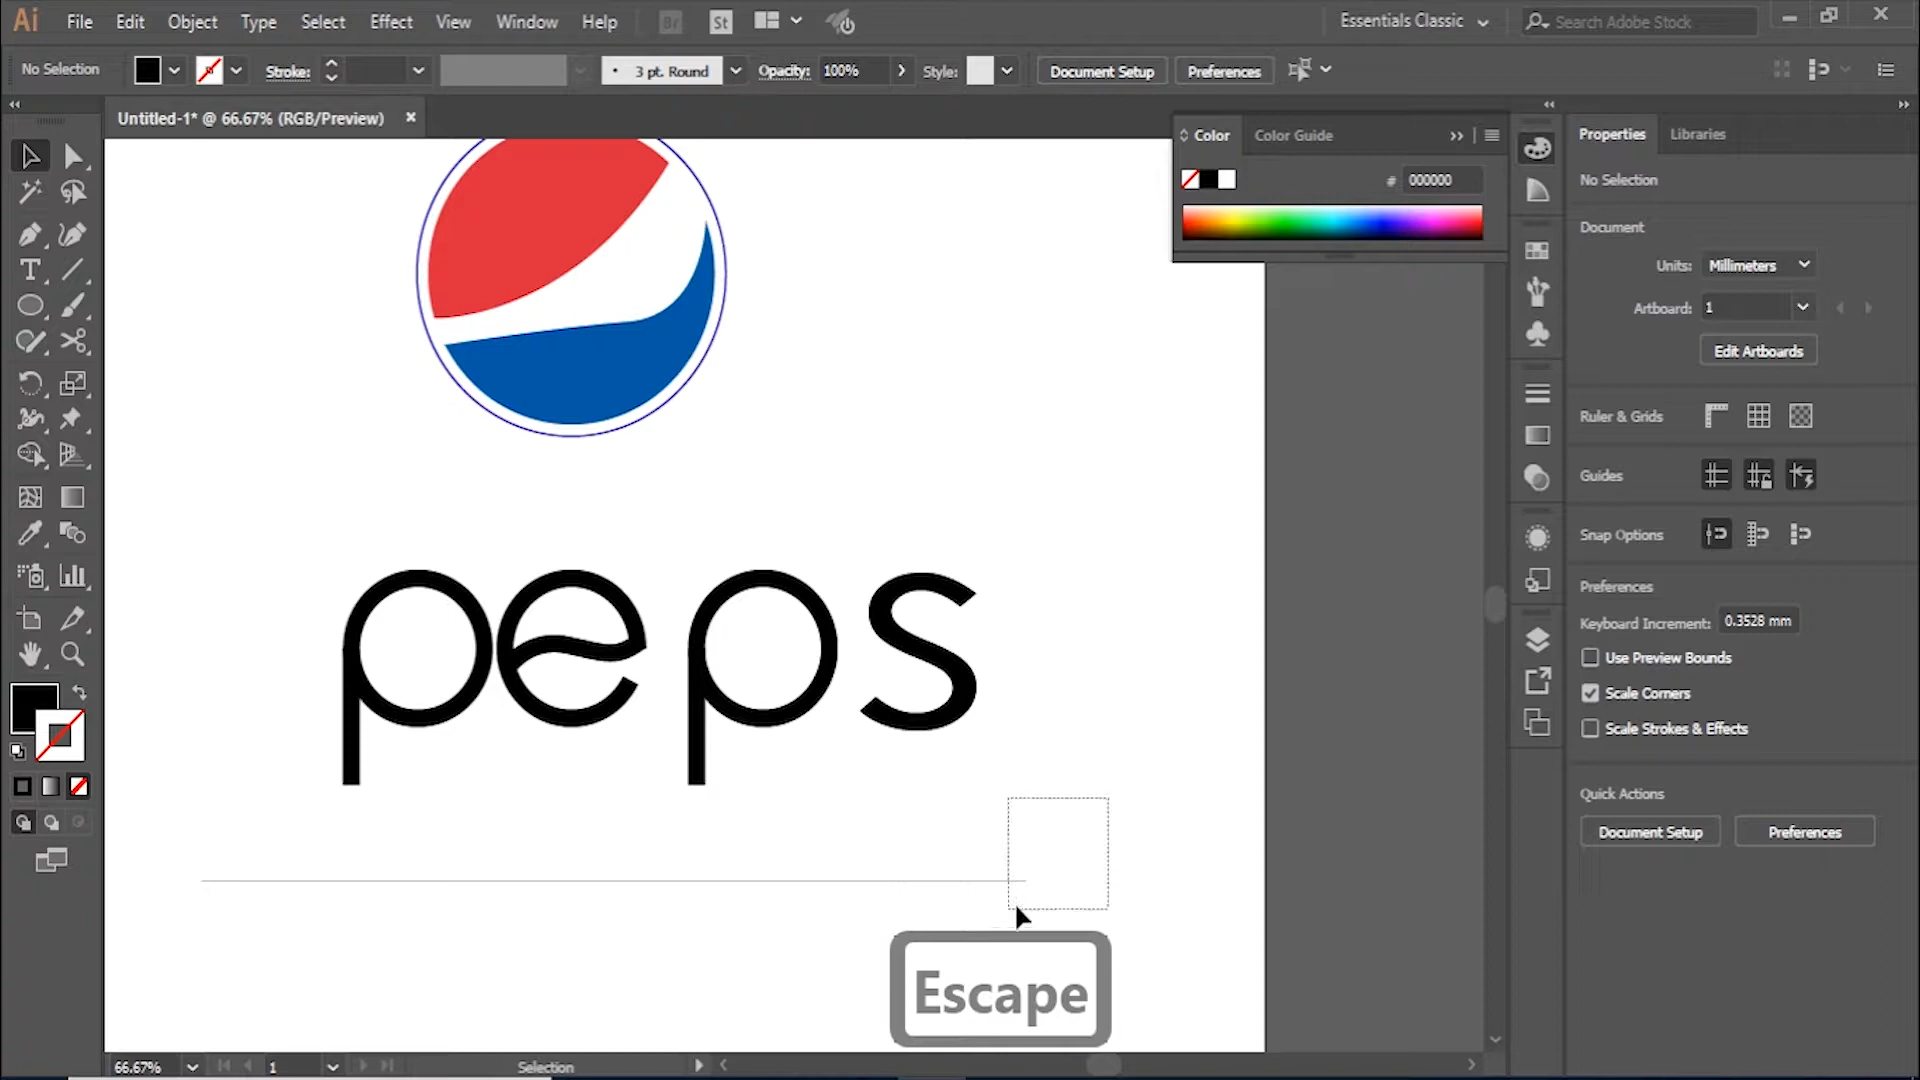 Ai File Edit Object Type Select Effect View Window Help Br St Essentials Classic Search Adobe Stock
No Selection Stroke: 3 pt. Round Opacity: 100% Style: Document Setup Preferences
Untitled-1* @ 66.67% (RGB/Preview)
Color Color Guide
# 000000
Properties Libraries
No Selection
Document
Units: Millimeters
Artboard: 1
Edit Artboards
Ruler & Grids
Guides
Snap Options
Preferences
Keyboard Increment: 0.3528 mm
Use Preview Bounds
Scale Corners
Scale Strokes & Effects
Quick Actions
Document Setup Preferences
peps
Escape
66.67% 1 Selection